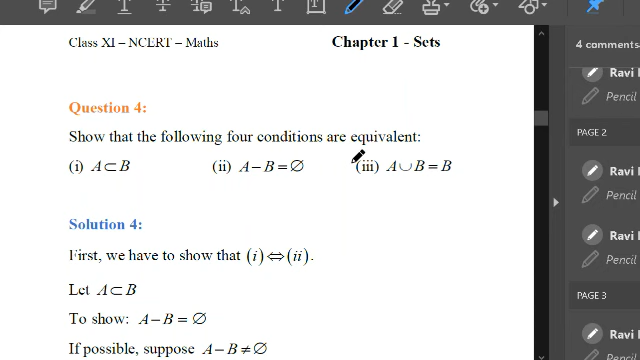 4 comments
Class XI – NCERT – Maths Chapter 1 - Sets
Question 4:
Show that the following four conditions are equivalent:
(i) A ⊂ B (ii) A − B = ∅ (iii) A ∪ B = B
Solution 4:
First, we have to show that (i) ⇔ (ii).
Let A ⊂ B
To show: A − B = ∅
If possible, suppose A − B ≠ ∅
Pencil
PAGE 2
Ravi
Pencil
Ravi
Pencil
PAGE 3
Ravi